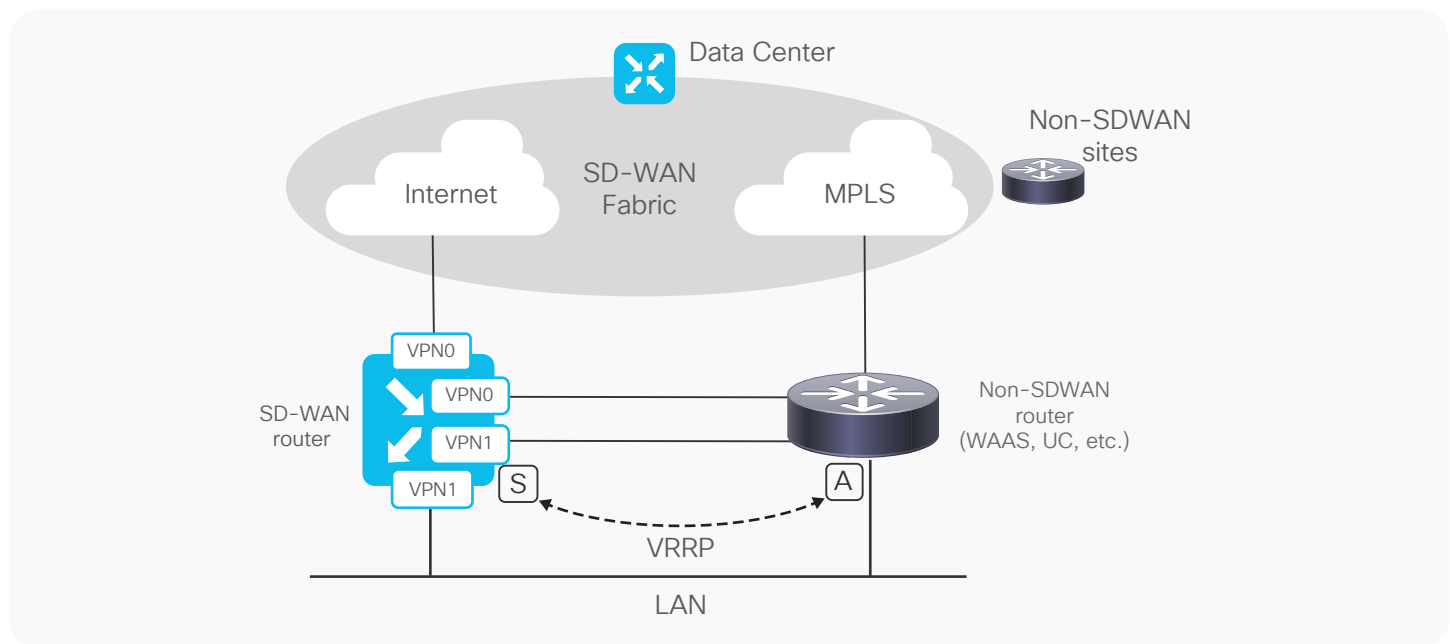 Data Center
Non-SDWAN
sites
SD-WAN
Fabric
Internet
MPLS
VPN0
VPN0
VPN1
VPN1
SD-WAN
router
Non-SDWAN
router
(WAAS, UC, etc.)
S
A
VRRP
LAN